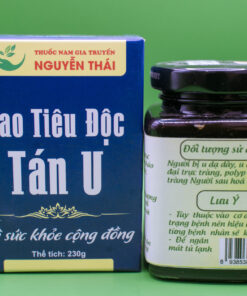 THUỐC NAM GIA TRUYỀN
NGUYỄN THÁI
ao Tiêu Độc
Tán U
sức khỏe cộng đồng
Thể tích: 230g
Đối tượng sử d
Người bị u dạ dày, u
đại trực tràng, polyp
tràng Người sau hoá
Lưu Ý
- Tùy thuộc vào cơ
trạng bệnh nên hiệu
từng bệnh nhân sẽ k
- Để ngăn
mát tủ lạnh